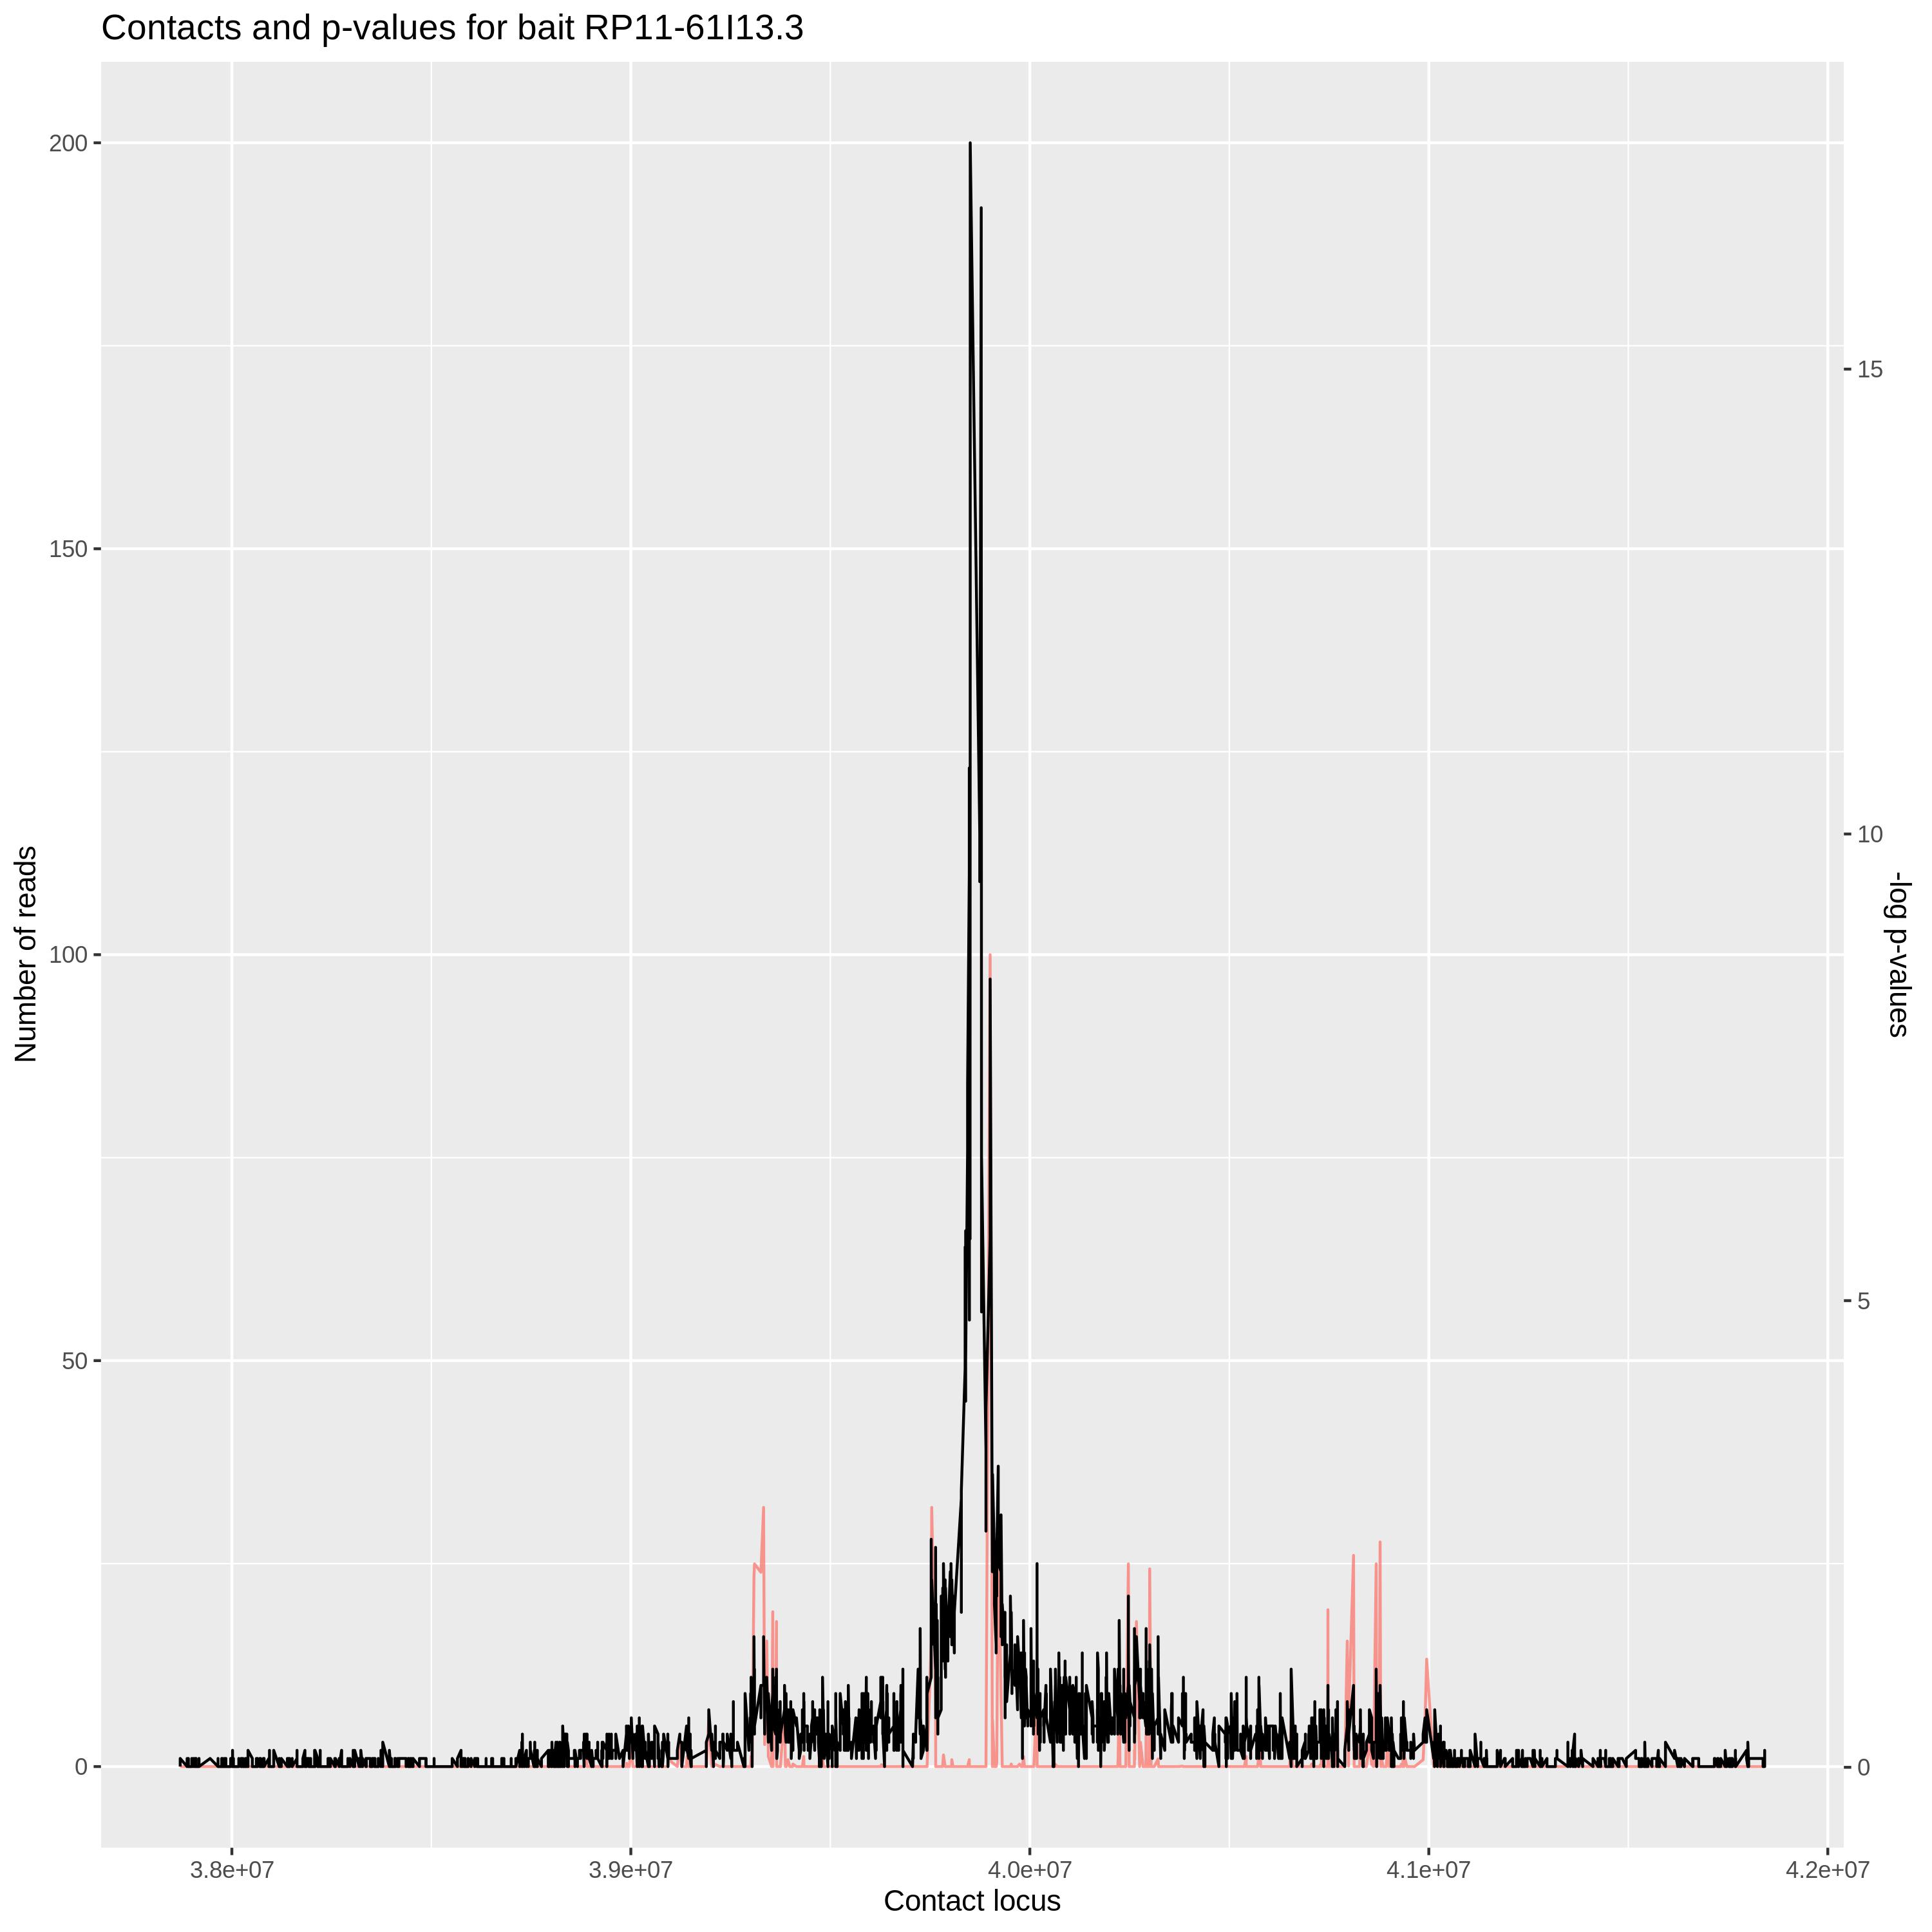 Contacts and p-values for bait RP11-61I13.3
200
150
100
50
0
Number of reads
15
10
5
0
-log p-values
3.8e+07
3.9e+07
4.0e+07
4.1e+07
4.2e+07
Contact locus